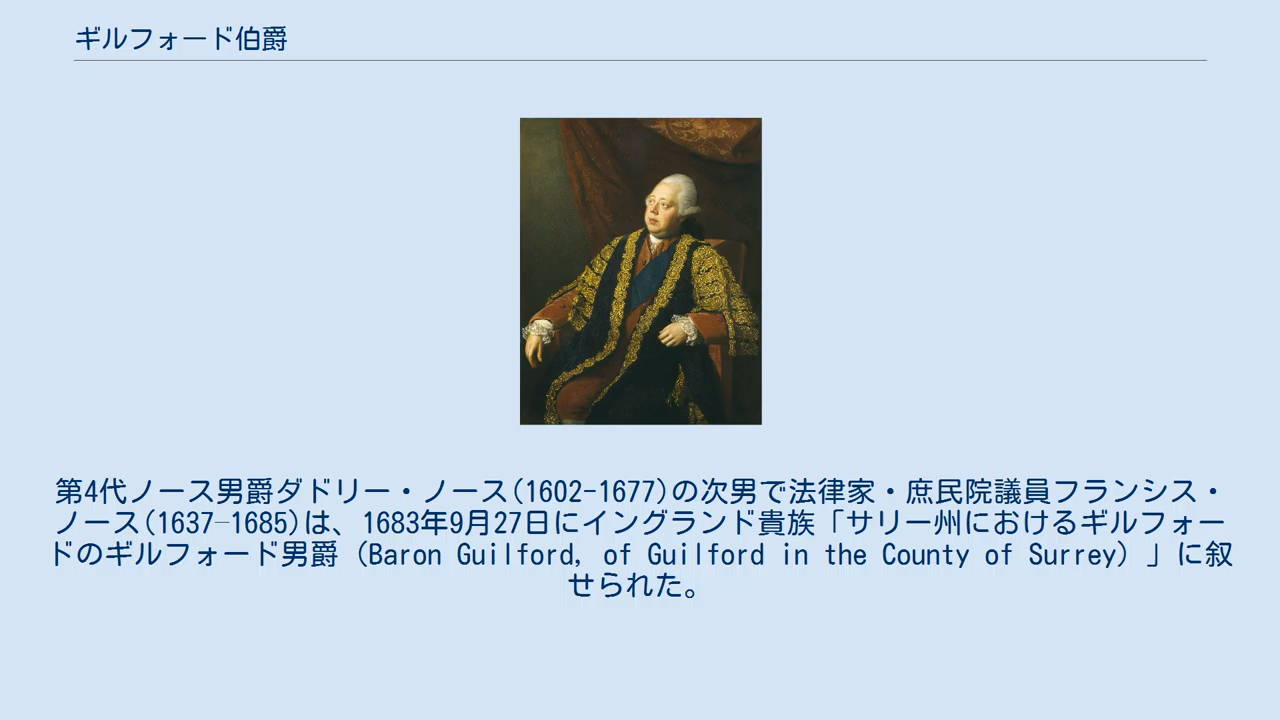 ギルフォード伯爵
第4代ノース男爵ダドリー・ノース(1602-1677)の次男で法律家・庶民院議員フランシス・
ノース(1637–1685)は、1683年9月27日にイングランド貴族「サリー州におけるギルフォー
ドのギルフォード男爵（Baron Guilford, of Guilford in the County of Surrey）」に叙
せられた。